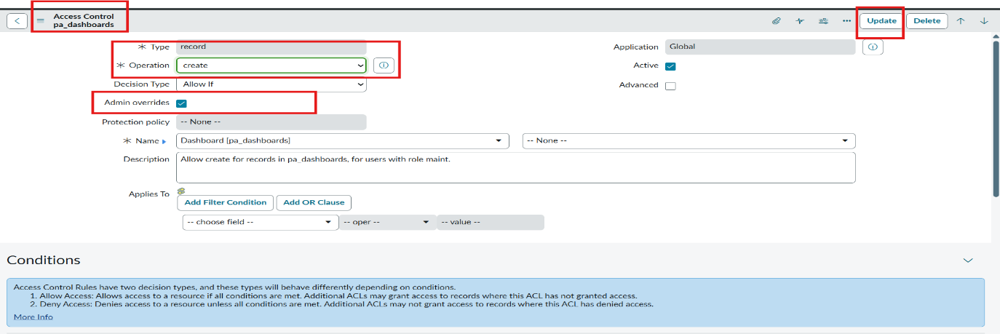 Access Control
pa_dashboards
Update
Delete
Type record
Application Global
Operation create
Active
Decision Type Allow If
Advanced
Admin overrides
Protection policy -- None --
Name Dashboard [pa_dashboards] -- None --
Description Allow create for records in pa_dashboards, for users with role maint.
Applies To
Add Filter Condition Add OR Clause
-- choose field -- -- oper -- -- value --
Conditions
Access Control Rules have two decision types, and these types will behave differently depending on conditions.
1. Allow Access: Allows access to a resource if all conditions are met. Additional ACLs may grant access to records where this ACL has not granted access.
2. Deny Access: Denies access to a resource unless all conditions are met. Additional ACLs may not grant access to records where this ACL has denied access.
More Info